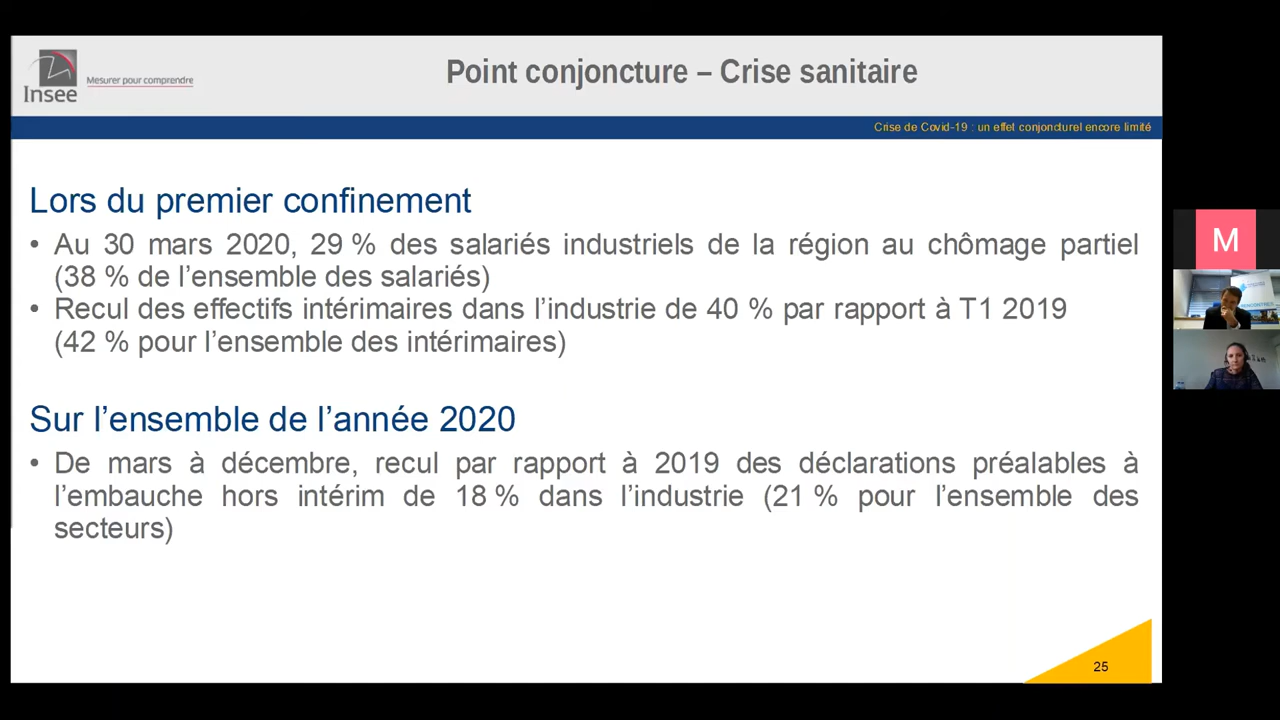 Insee
Mesurer pour comprendre
Point conjoncture – Crise sanitaire
Crise de Covid-19 : un effet conjoncturel encore limité
Lors du premier confinement
• Au 30 mars 2020, 29 % des salariés industriels de la région au chômage partiel
(38 % de l’ensemble des salariés)
• Recul des effectifs intérimaires dans l’industrie de 40 % par rapport à T1 2019
(42 % pour l’ensemble des intérimaires)
Sur l’ensemble de l’année 2020
• De mars à décembre, recul par rapport à 2019 des déclarations préalables à
l’embauche hors intérim de 18 % dans l’industrie (21 % pour l’ensemble des
secteurs)
25
M